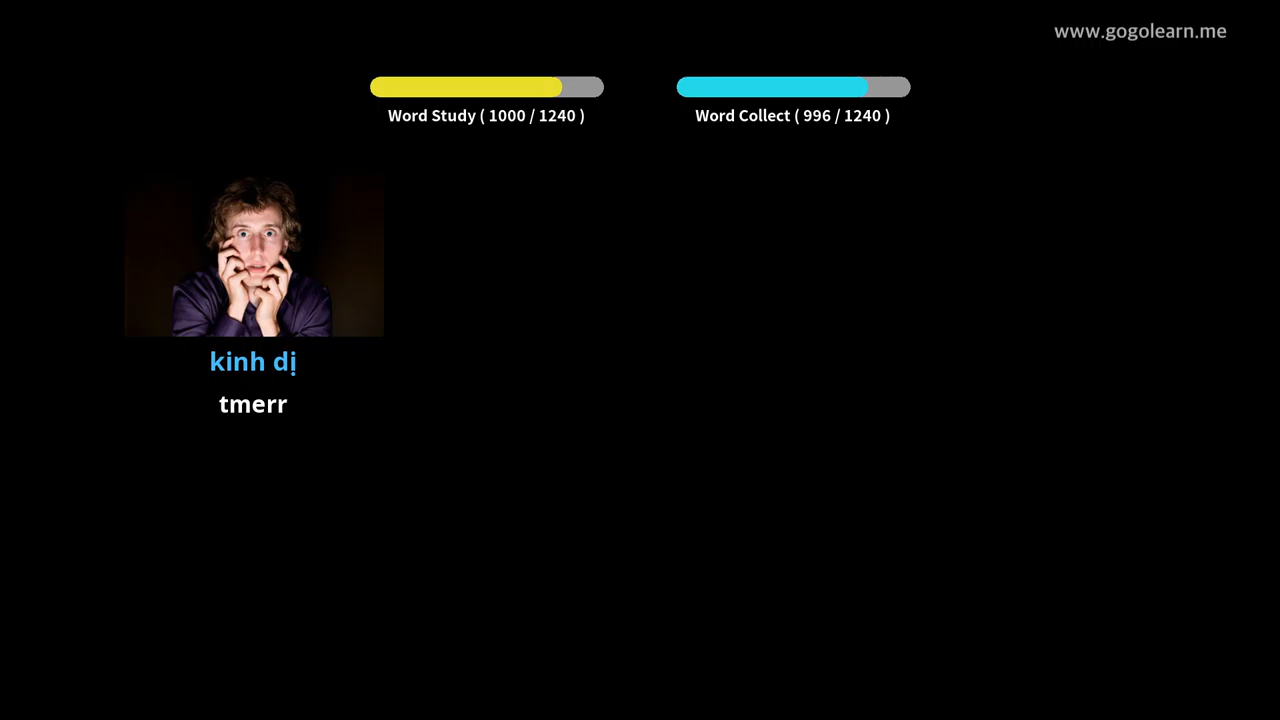 www.gogolearn.me
Word Study ( 1000 / 1240 )
Word Collect ( 996 / 1240 )
kinh dị
tmerr